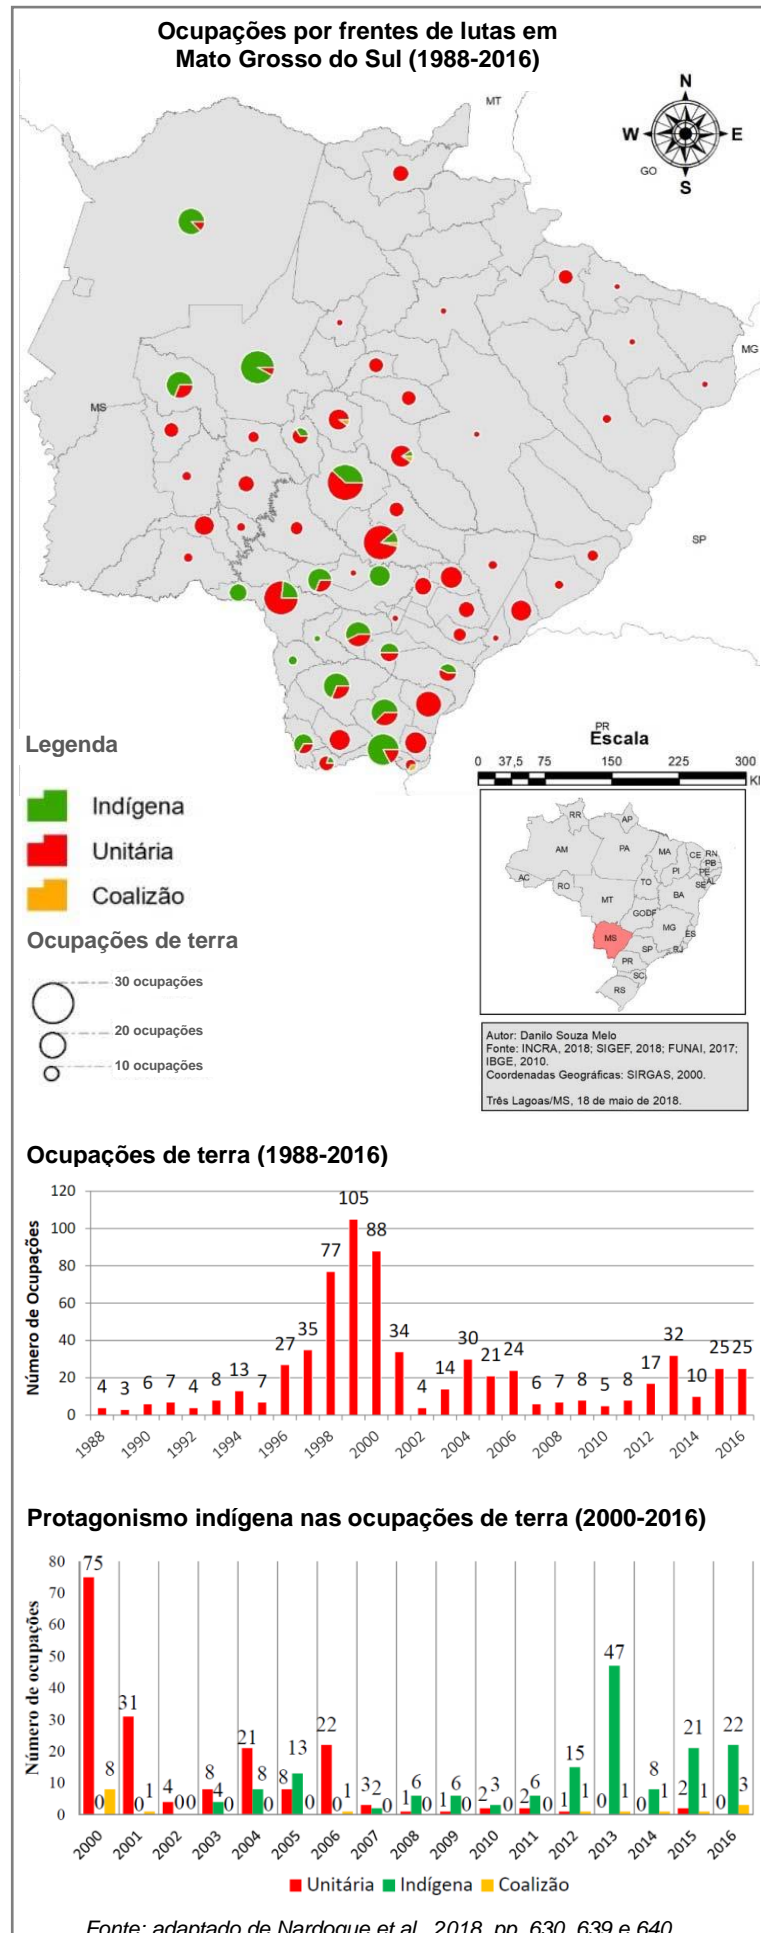 Ocupações por frentes de lutas em
Mato Grosso do Sul (1988-2016)
MT
N
W
E
S
GO
MG
MS
SP
PR
Legenda
Indígena
Unitária
Coalizão
Ocupações de terra
30 ocupações
20 ocupações
10 ocupações
Escala
0 37,5 75 150 225 300
RR
AP
AM
PA
MA
CE
RN
PB
PE
AL
SE
PI
AC
RO
TO
BA
MT
GO
DF
MG
ES
MS
SP
RJ
PR
SC
RS
Autor: Danilo Souza Melo
Fonte: INCRA, 2018; SIGEF, 2018; FUNAI, 2017;
IBGE, 2010.
Coordenadas Geográficas: SIRGAS, 2000.
Três Lagoas/MS, 18 de maio de 2018.
Ocupações de terra (1988-2016)
Número de Ocupações
120
100
80
60
40
20
0
4 3 6 7 4 8 13 7 27 35 77 105 88 34 4 14 30 21 24 6 7 8 5 8 17 32 10 25 25
1988 1990 1992 1994 1996 1998 2000 2002 2004 2006 2008 2010 2012 2014 2016
Protagonismo indígena nas ocupações de terra (2000-2016)
Número de ocupações
80
70
60
50
40
30
20
10
0
75 0 8 31 0 1 4 0 0 8 4 0 21 8 0 8 13 0 22 0 1 3 2 0 1 6 0 1 6 0 2 3 0 2 6 0 1 15 1 0 47 1 0 8 1 2 21 1 0 22 3
2000 2001 2002 2003 2004 2005 2006 2007 2008 2009 2010 2011 2012 2013 2014 2015 2016
Unitária Indígena Coalizão
Fonte: adaptado de Nardoque et al., 2018, pp. 630, 639 e 640